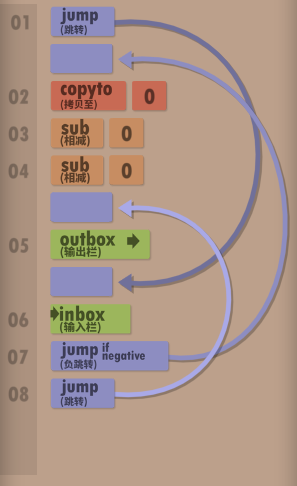 01 jump
(跳转)
02 copyto 0
(拷贝至)
03 sub 0
(相减)
04 sub 0
(相减)
05 outbox
(输出栏)
06 inbox
(输入栏)
07 jump if negative
(负跳转)
08 jump
(跳转)